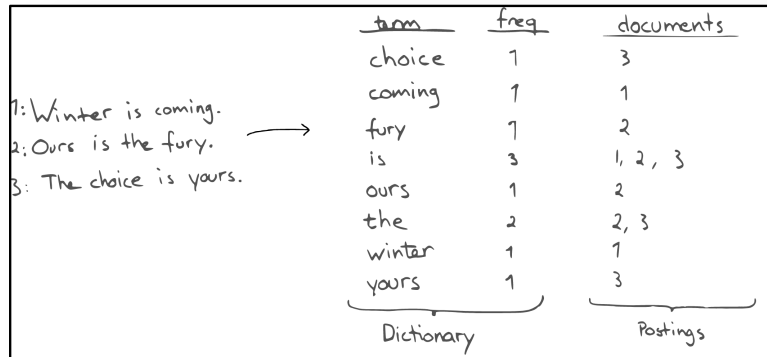 1: Winter is coming.
2: Ours is the fury.
3: The choice is yours.
term freq documents
choice 1 3
coming 1 1
fury 1 2
is 3 1, 2, 3
ours 1 2
the 2 2, 3
winter 1 1
yours 1 3
Dictionary Postings